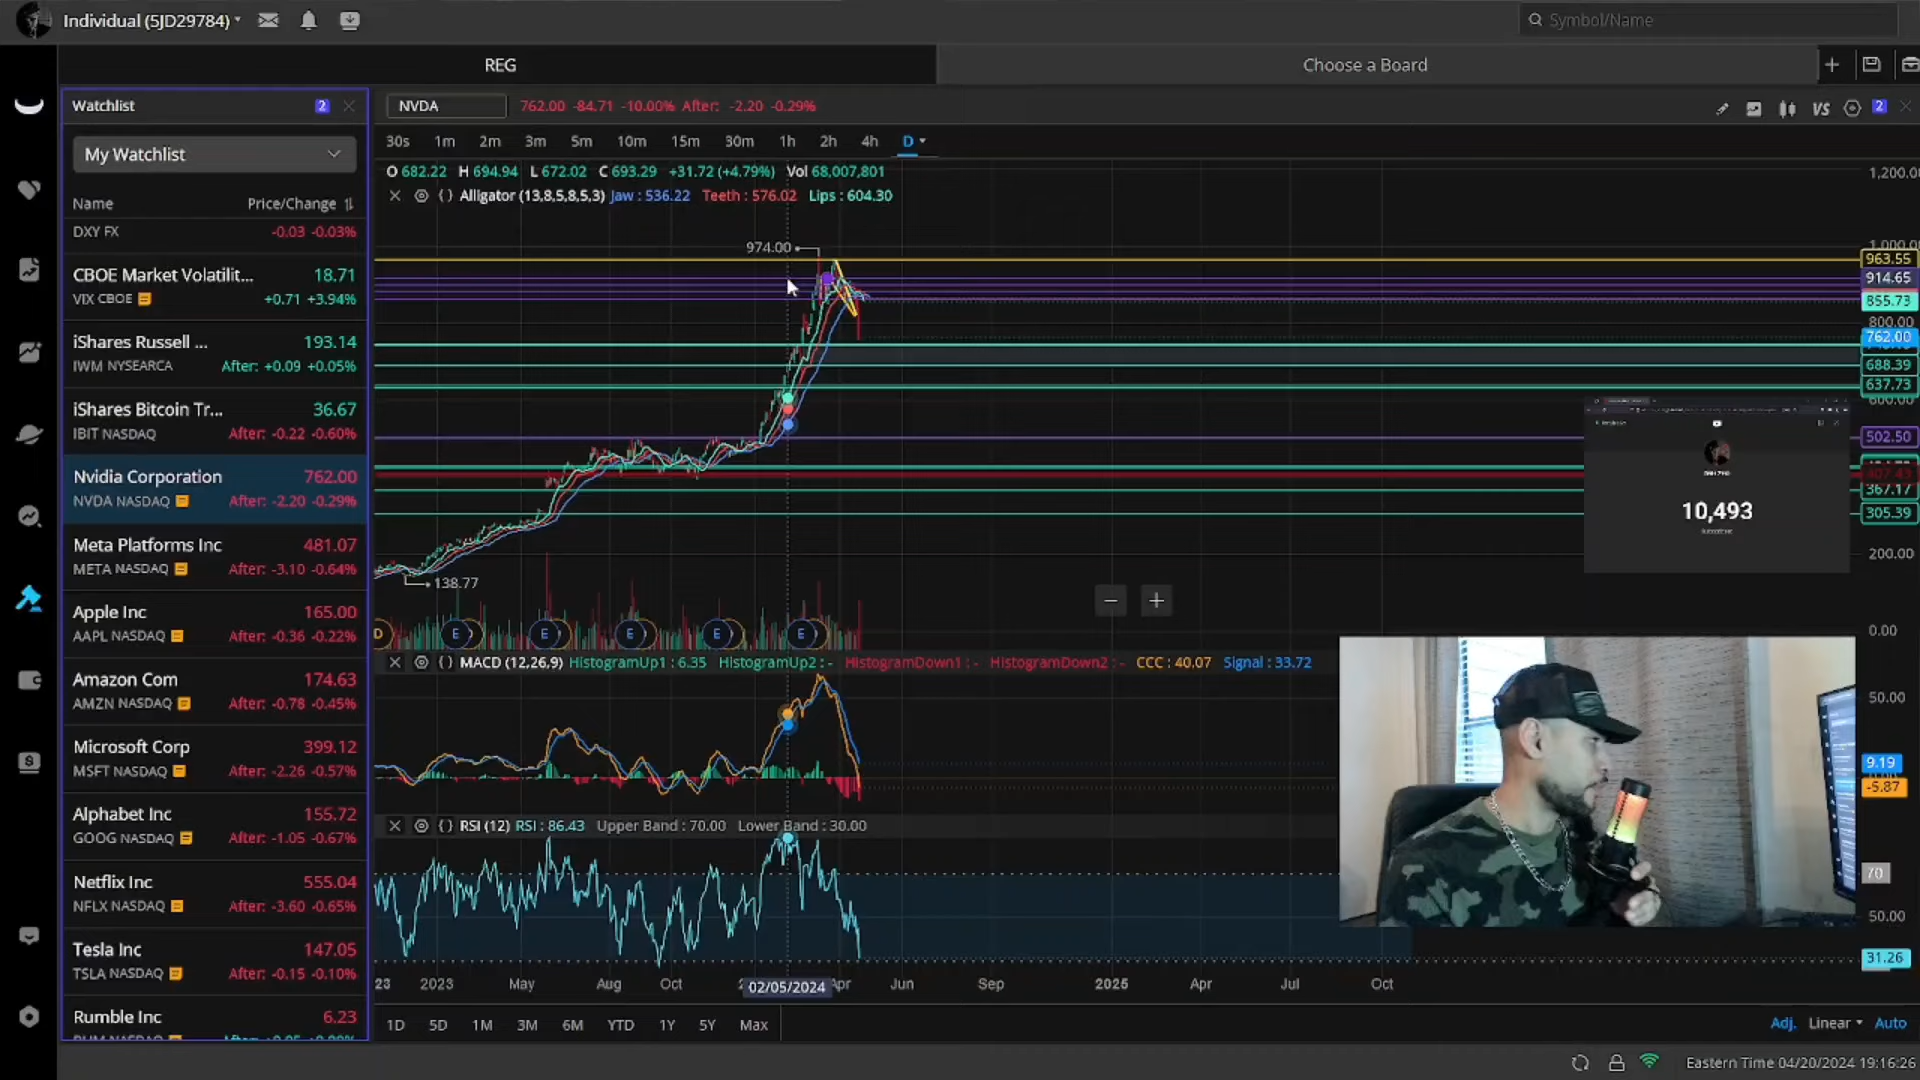 Individual (5JD29784)
Symbol/Name
REG
Choose a Board
Watchlist
2
NVDA
762.00 -84.71 -10.00% After: -2.20 -0.29%
VS
2
My Watchlist
30s 1m 2m 3m 5m 10m 15m 30m 1h 2h 4h D
O 682.22 H 694.94 L 672.02 C 693.29 +31.72 (+4.79%) Vol 68,007,801
Alligator (13,8,5,8,5,3) Jaw : 536.22 Teeth : 576.02 Lips : 604.30
Name Price/Change
DXY FX -0.03 -0.03%
CBOE Market Volatilit... 18.71
VIX CBOE +0.71 +3.94%
iShares Russell ... 193.14
IWM NYSEARCA After: +0.09 +0.05%
iShares Bitcoin Tr... 36.67
IBIT NASDAQ After: -0.22 -0.60%
Nvidia Corporation 762.00
NVDA NASDAQ After: -2.20 -0.29%
Meta Platforms Inc 481.07
META NASDAQ After: -3.10 -0.64%
Apple Inc 165.00
AAPL NASDAQ After: -0.36 -0.22%
Amazon Com 174.63
AMZN NASDAQ After: -0.78 -0.45%
Microsoft Corp 399.12
MSFT NASDAQ After: -2.26 -0.57%
Alphabet Inc 155.72
GOOG NASDAQ After: -1.05 -0.67%
Netflix Inc 555.04
NFLX NASDAQ After: -3.60 -0.65%
Tesla Inc 147.05
TSLA NASDAQ After: -0.15 -0.10%
Rumble Inc 6.23
974.00
138.77
963.55
914.65
855.73
800.00
762.00
688.39
637.73
600.00
502.50
367.17
305.39
200.00
0.00
10,493
D E E E E E
MACD (12,26,9) HistogramUp1 : 6.35 HistogramUp2 : - HistogramDown1 : - HistogramDown2 : - CCC : 40.07 Signal : 33.72
50.00
9.19
-5.87
RSI (12) RSI : 86.43 Upper Band : 70.00 Lower Band : 30.00
70
50.00
31.26
23 2023 May Aug Oct 02/05/2024 Apr Jun Sep 2025 Apr Jul Oct
1D 5D 1M 3M 6M YTD 1Y 5Y Max
Adj. Linear Auto
Eastern Time 04/20/2024 19:16:26